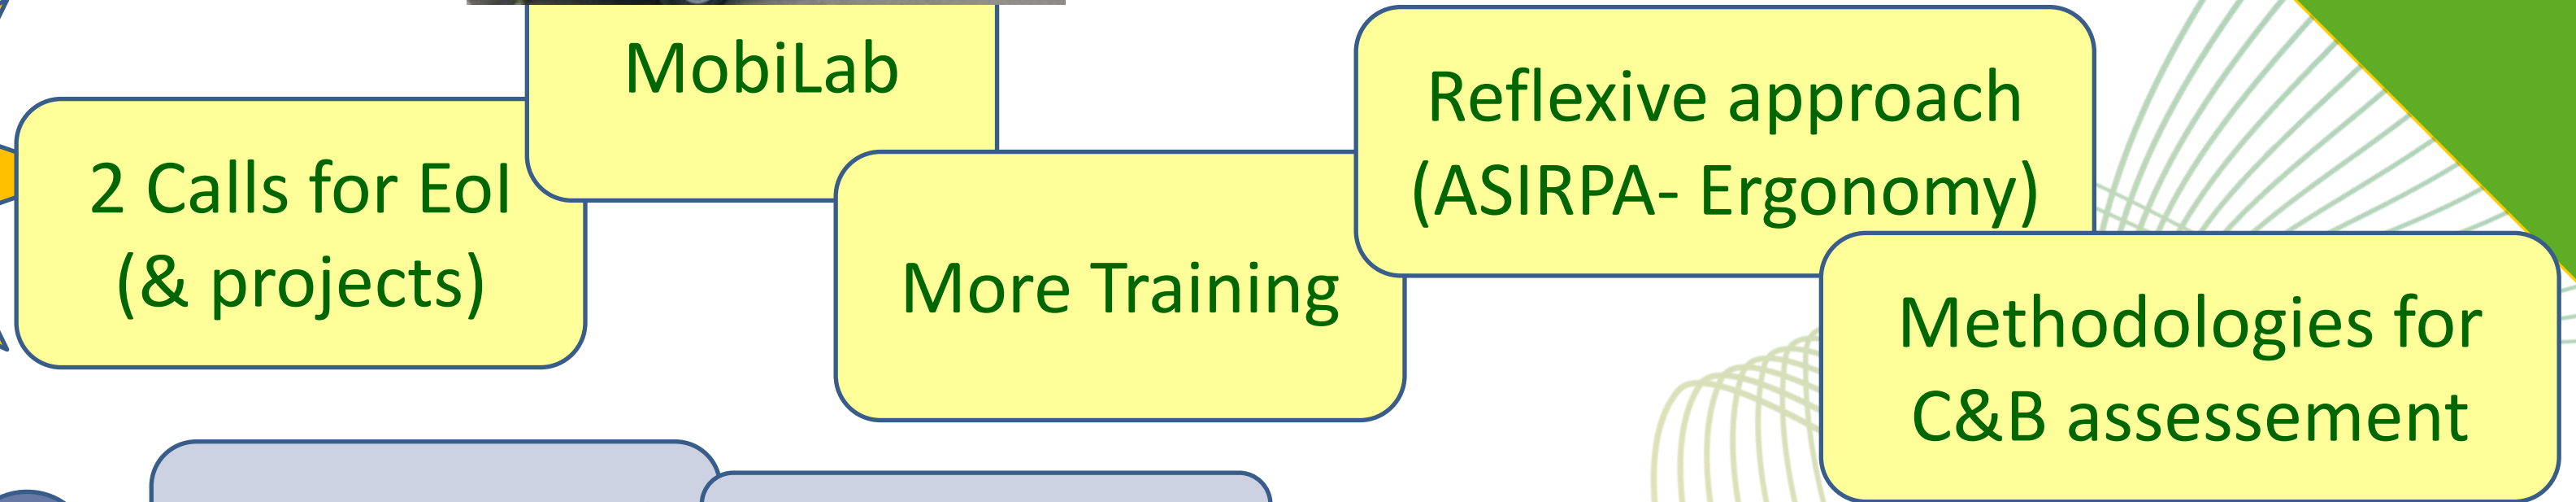 2 Calls for EoI
(& projects)
MobiLab
More Training
Reflexive approach
(ASIRPA- Ergonomy)
Methodologies for
C&B assessement